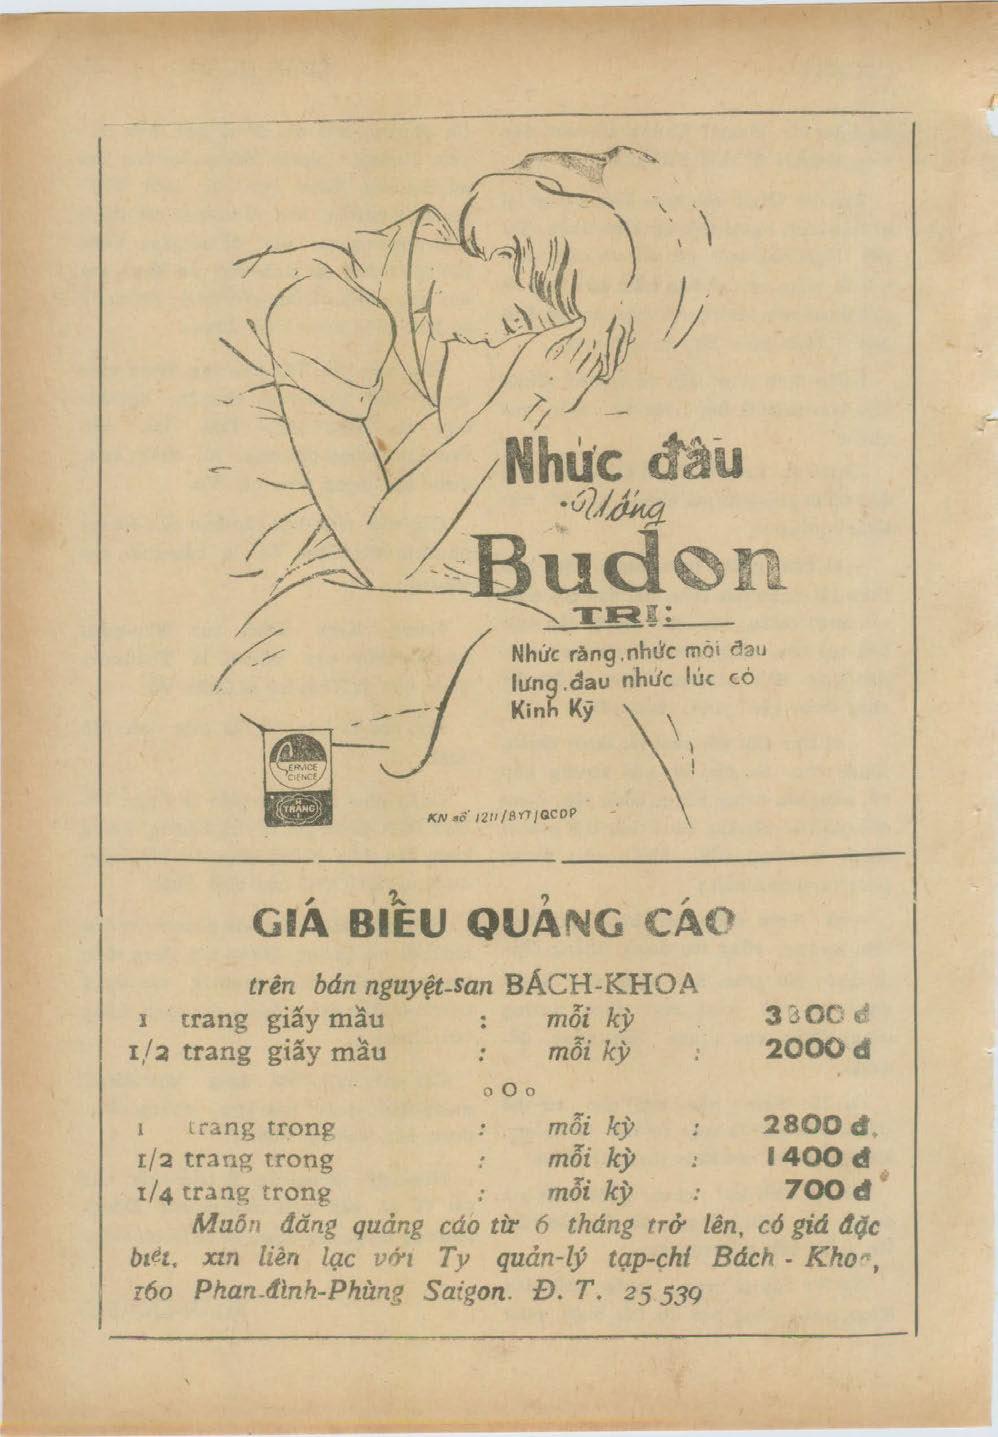 Nhức đầu
Uống
Budon
TRỊ:
Nhức răng, nhức mỏi đau
lưng, đau nhức lúc có
Kinh Kỳ
SERVICE
SCIENCE
TRANG
KN số 1211/BYT/QCDP
GIÁ BIỂU QUẢNG CÁO
trên bán nguyệt-san BÁCH-KHOA
1 trang giấy mầu : mỗi kỳ 3800 đ
1/2 trang giấy mầu : mỗi kỳ : 2000 đ
oOo
1 trang trong : mỗi kỳ : 2800 đ.
1/2 trang trong : mỗi kỳ : 1400 đ
1/4 trang trong : mỗi kỳ : 700 đ
Muốn đăng quảng cáo từ 6 tháng trở lên, có giá đặc
biệt, xin liên lạc với Ty quản-lý tạp-chí Bách - Khoa,
160 Phan-đình-Phùng Saigon. Đ. T. 25 539